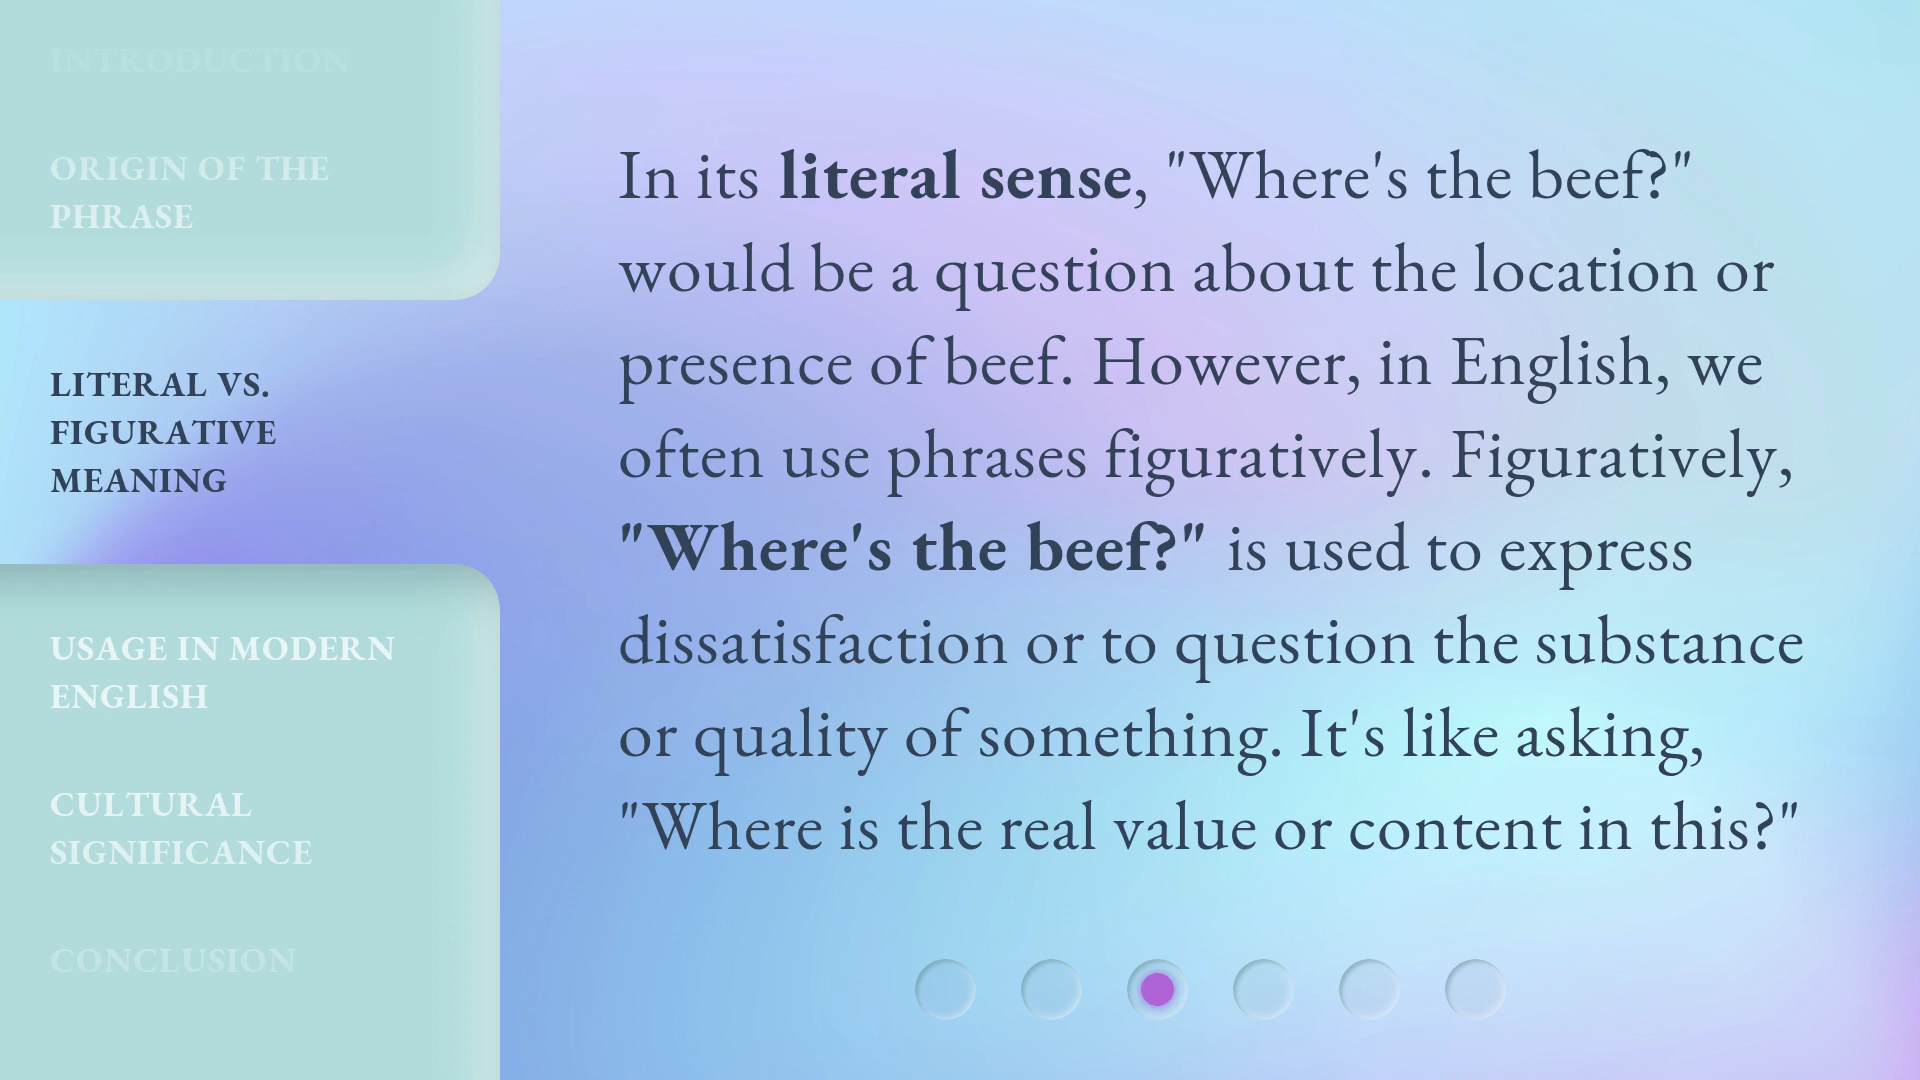 INTRODUCTION
ORIGIN OF THE
PHRASE
LITERAL VS.
FIGURATIVE
MEANING
USAGE IN MODERN
ENGLISH
CULTURAL
SIGNIFICANCE
CONCLUSION
In its literal sense, "Where's the beef?"
would be a question about the location or
presence of beef. However, in English, we
often use phrases figuratively. Figuratively,
"Where's the beef?" is used to express
dissatisfaction or to question the substance
or quality of something. It's like asking,
"Where is the real value or content in this?"